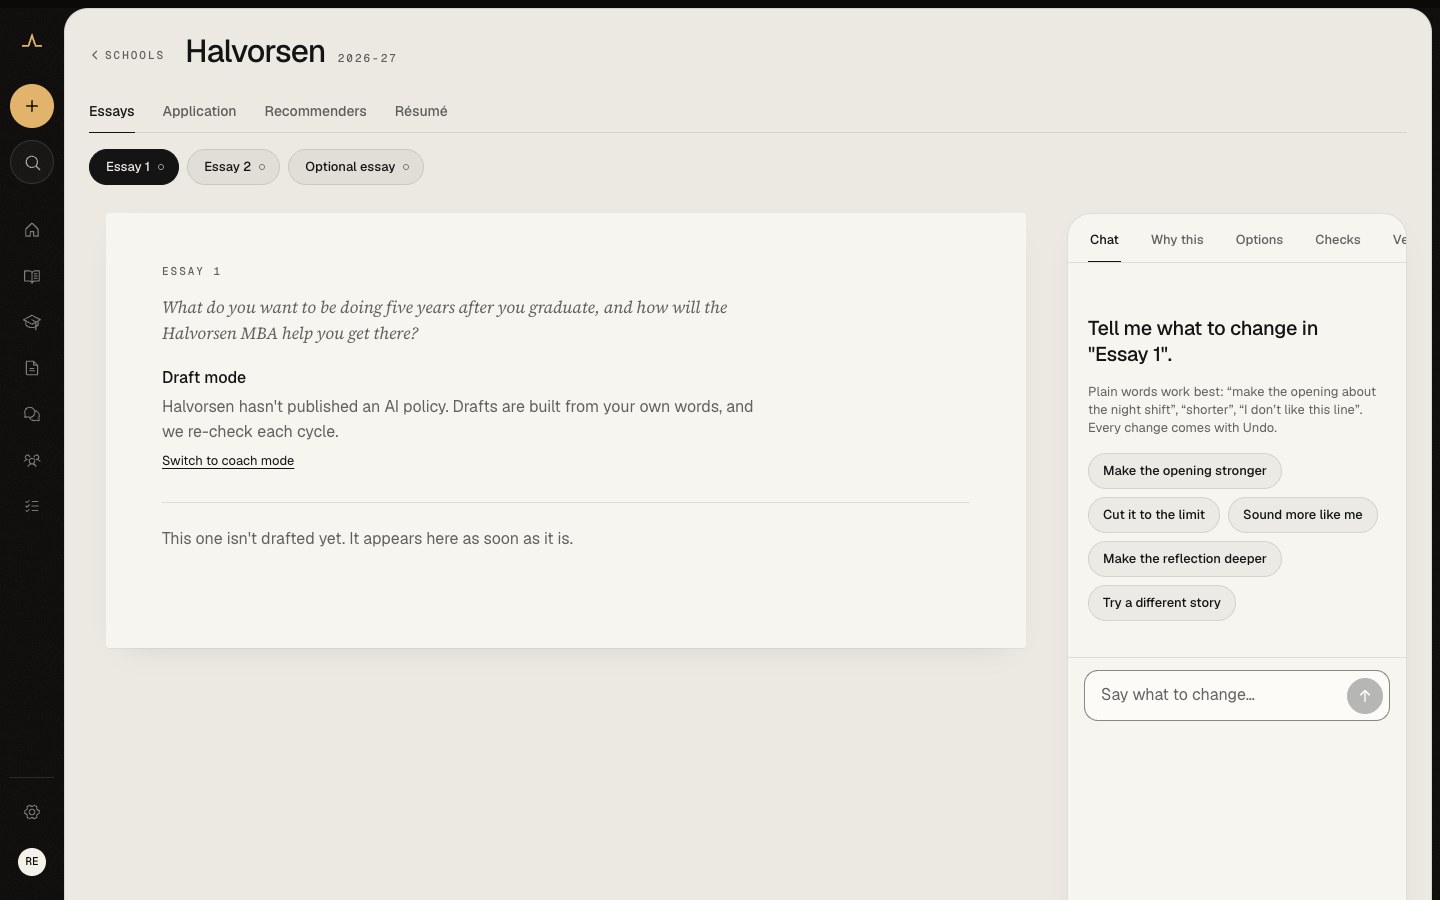 SCHOOLS
Halvorsen 2026-27
Essays Application Recommenders Résumé
Essay 1 Essay 2 Optional essay
ESSAY 1
What do you want to be doing five years after you graduate, and how will the
Halvorsen MBA help you get there?
Draft mode
Halvorsen hasn't published an AI policy. Drafts are built from your own words, and
we re-check each cycle.
Switch to coach mode
This one isn't drafted yet. It appears here as soon as it is.
Chat Why this Options Checks Ve
Tell me what to change in
"Essay 1".
Plain words work best: “make the opening about
the night shift”, “shorter”, “I don’t like this line”.
Every change comes with Undo.
Make the opening stronger
Cut it to the limit Sound more like me
Make the reflection deeper
Try a different story
Say what to change...
RE